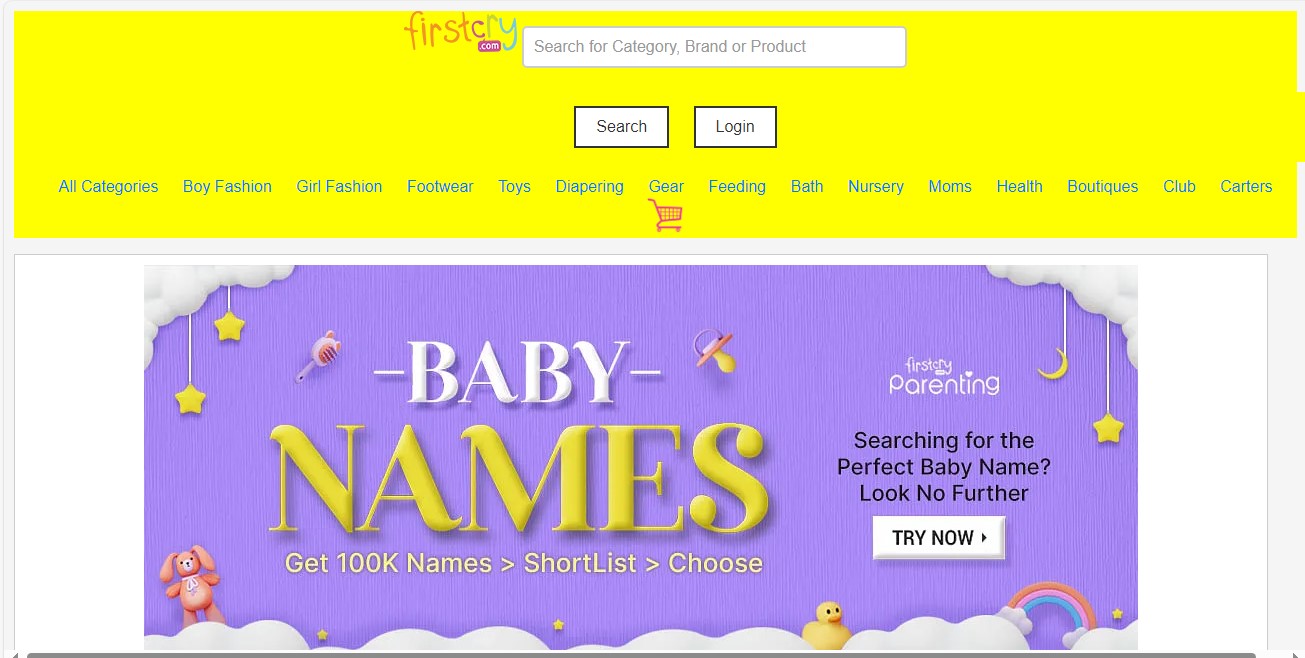 firstcry
.com
Search for Category, Brand or Product
Search Login
All Categories Boy Fashion Girl Fashion Footwear Toys Diapering Gear Feeding Bath Nursery Moms Health Boutiques Club Carters
-BABY-
NAMES
Get 100K Names > ShortList > Choose
firstcry
Parenting
Searching for the
Perfect Baby Name?
Look No Further
TRY NOW